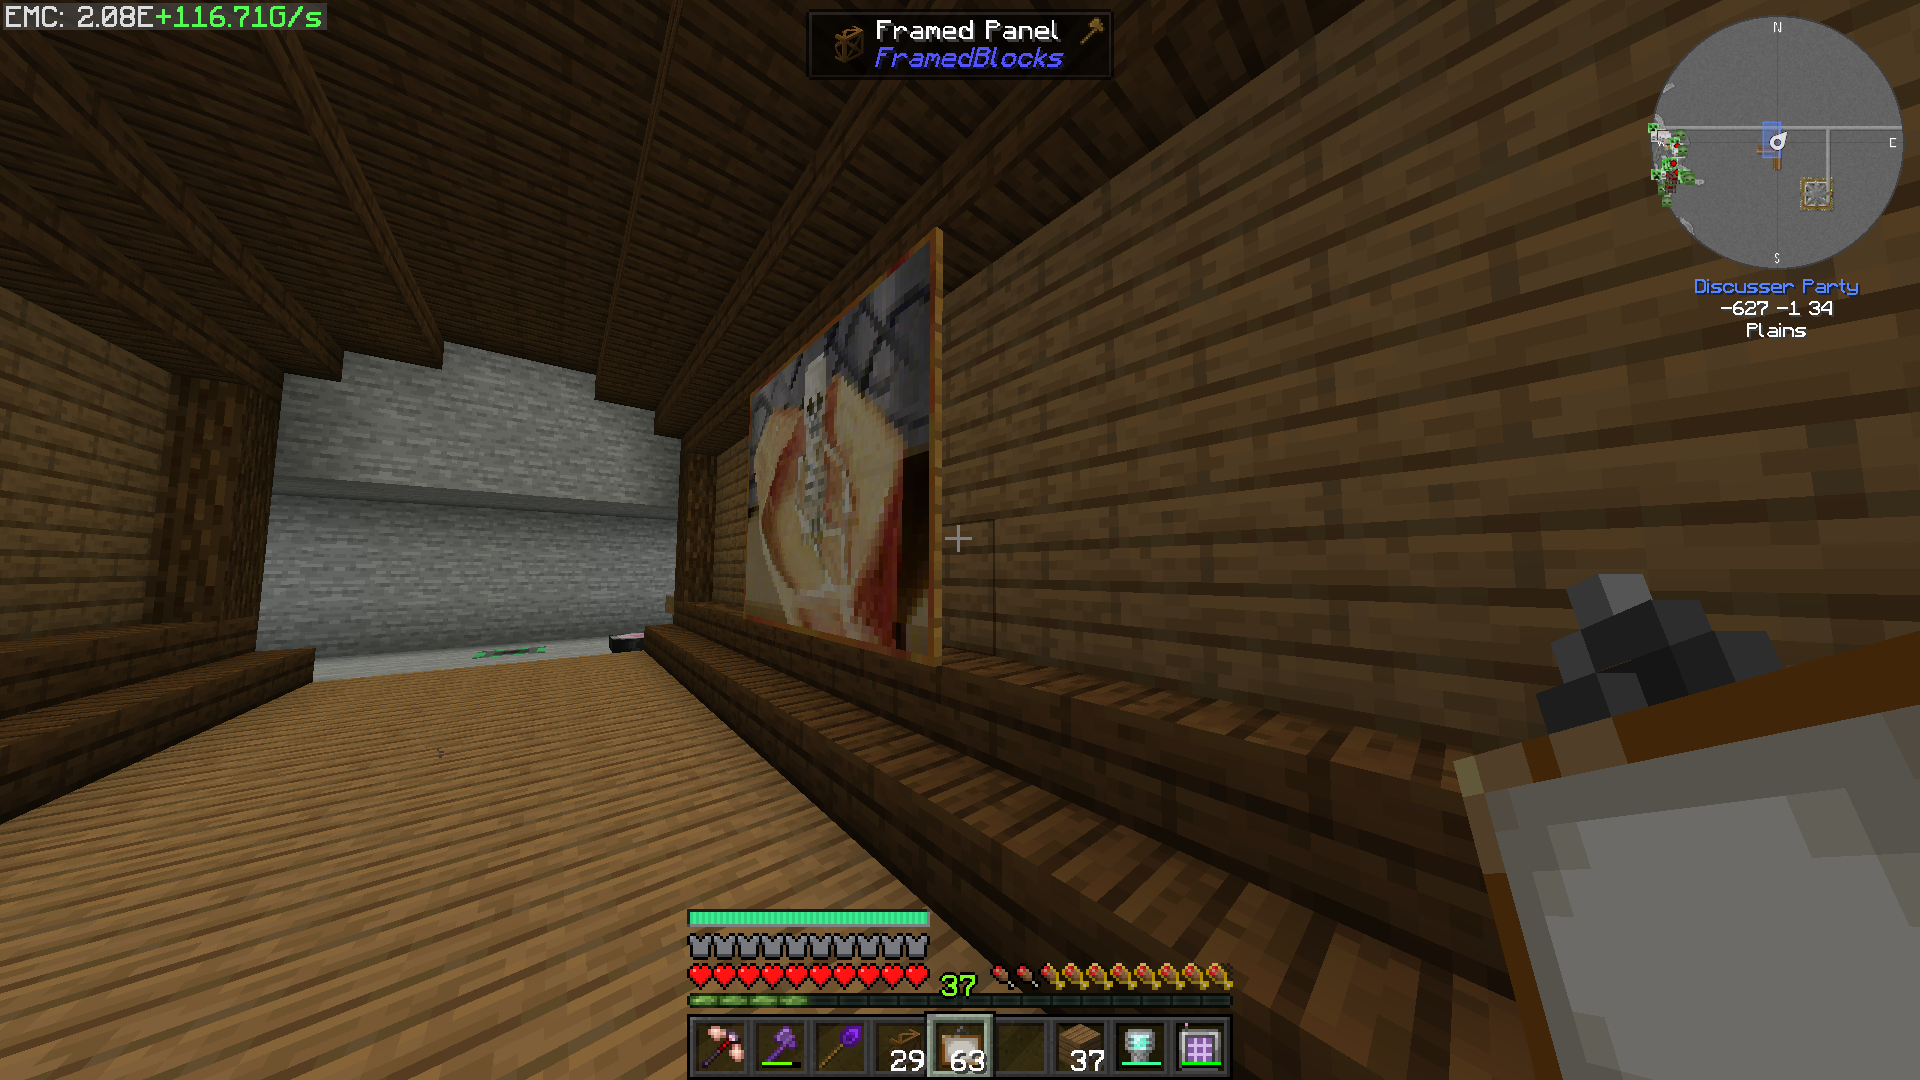 EMC: 2.08E+116.71G/s
Framed Panel
FramedBlocks
N
W
E
S
Discusser Party
-627 -1 34
Plains
37
29
63
37